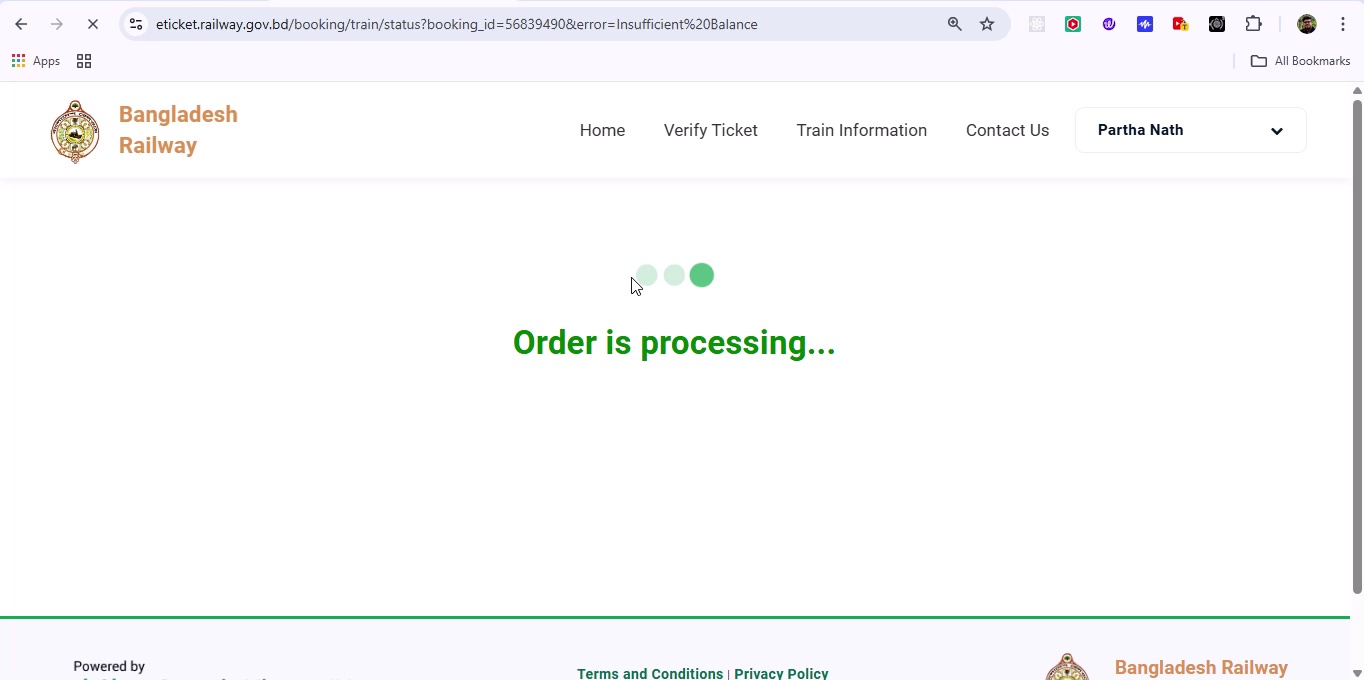 eticket.railway.gov.bd/booking/train/status?booking_id=56839490&error=Insufficient%20Balance
Apps
All Bookmarks
Bangladesh
Railway
Home
Verify Ticket
Train Information
Contact Us
Partha Nath
Order is processing...
Powered by
Terms and Conditions | Privacy Policy
Bangladesh Railway